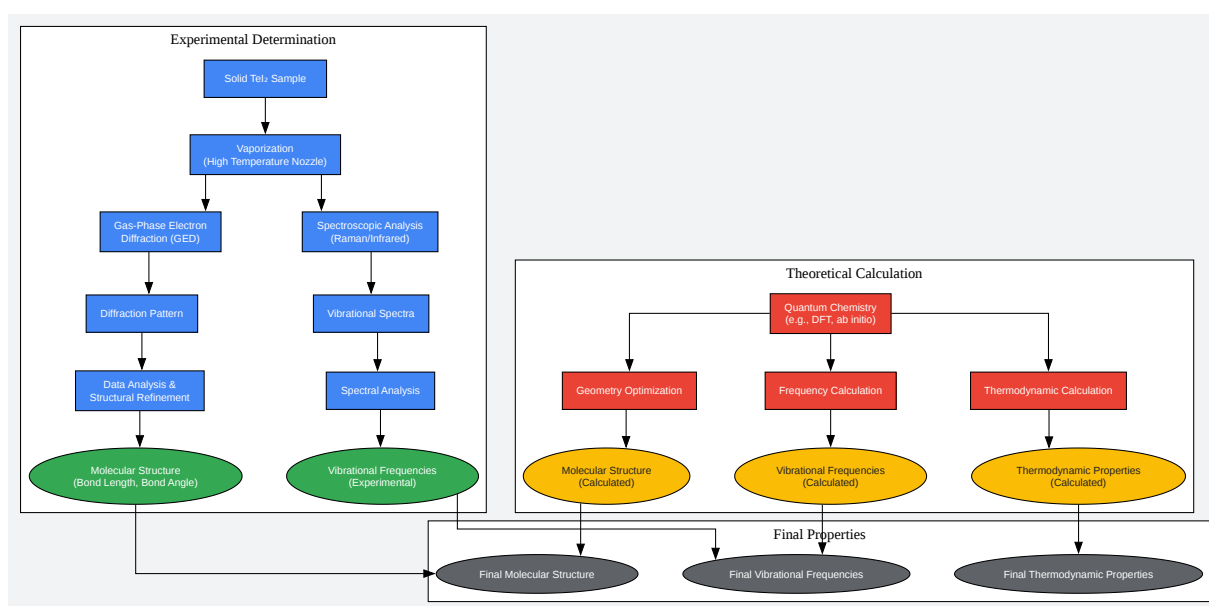 Experimental Determination
Solid TeI₂ Sample
Vaporization
(High Temperature Nozzle)
Gas-Phase Electron
Diffraction (GED)
Spectroscopic Analysis
(Raman/Infrared)
Diffraction Pattern
Vibrational Spectra
Data Analysis &
Structural Refinement
Spectral Analysis
Molecular Structure
(Bond Length, Bond Angle)
Vibrational Frequencies
(Experimental)
Theoretical Calculation
Quantum Chemistry
(e.g., DFT, ab initio)
Geometry Optimization
Frequency Calculation
Thermodynamic Calculation
Molecular Structure
(Calculated)
Vibrational Frequencies
(Calculated)
Thermodynamic Properties
(Calculated)
Final Properties
Final Molecular Structure
Final Vibrational Frequencies
Final Thermodynamic Properties